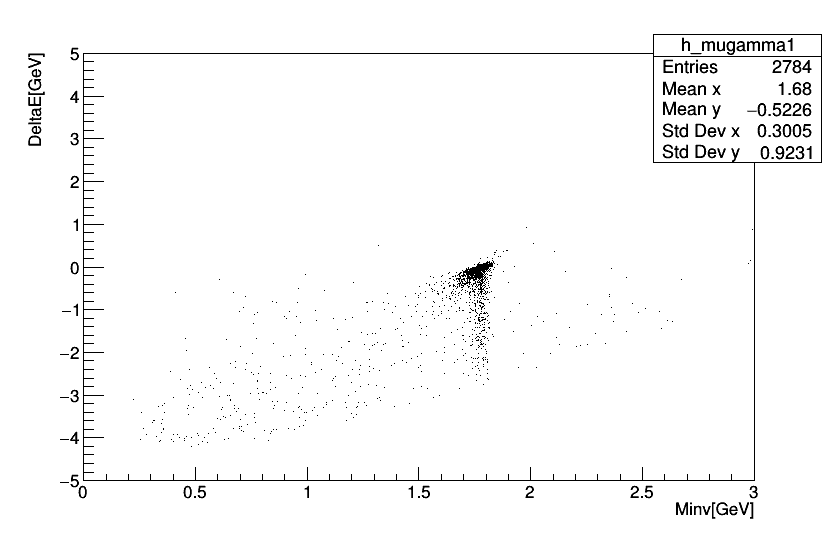 h_mugamma1
Entries 2784
Mean x 1.68
Mean y −0.5226
Std Dev x 0.3005
Std Dev y 0.9231
DeltaE[GeV]
5
4
3
2
1
0
−1
−2
−3
−4
−5
0 0.5 1 1.5 2 2.5 3
Minv[GeV]